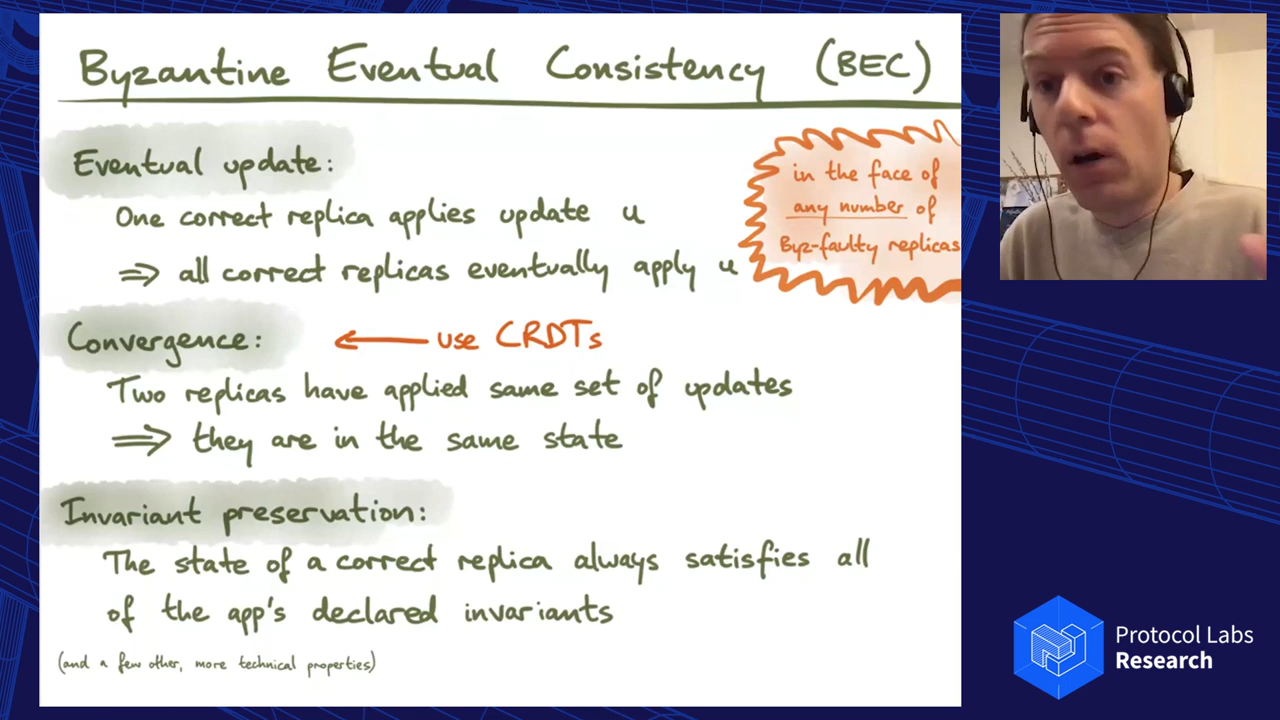 Byzantine Eventual Consistency (BEC)
Eventual update:
One correct replica applies update u
⇒ all correct replicas eventually apply u
in the face of
any number of
Byz-faulty replicas
Convergence: ← use CRDTs
Two replicas have applied same set of updates
⇒ they are in the same state
Invariant preservation:
The state of a correct replica always satisfies all
of the app's declared invariants
(and a few other, more technical properties)
Protocol Labs
Research